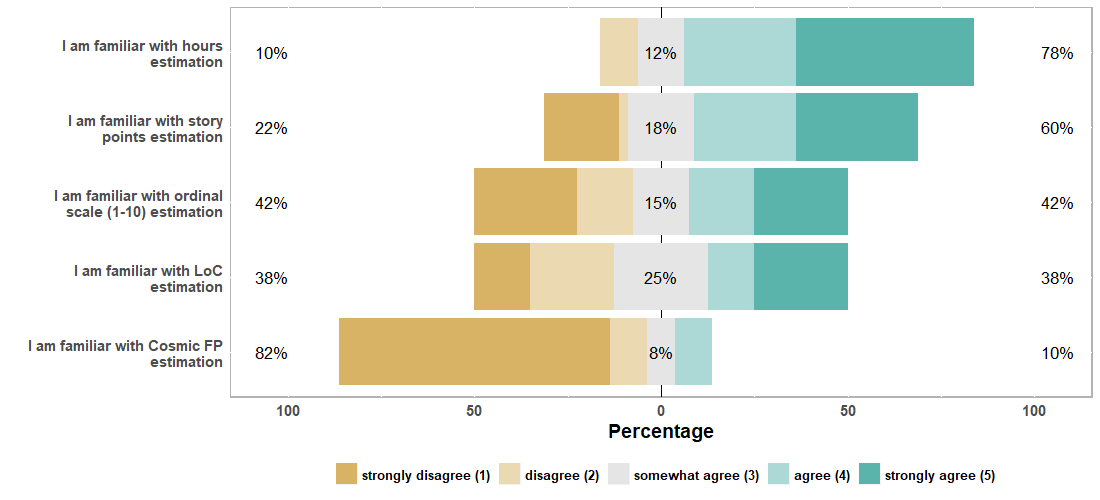 I am familiar with hours
estimation
10%
12%
78%
I am familiar with story
points estimation
22%
18%
60%
I am familiar with ordinal
scale (1-10) estimation
42%
15%
42%
I am familiar with LoC
estimation
38%
25%
38%
I am familiar with Cosmic FP
estimation
82%
8%
10%
100 50 0 50 100
Percentage
strongly disagree (1) disagree (2) somewhat agree (3) agree (4) strongly agree (5)